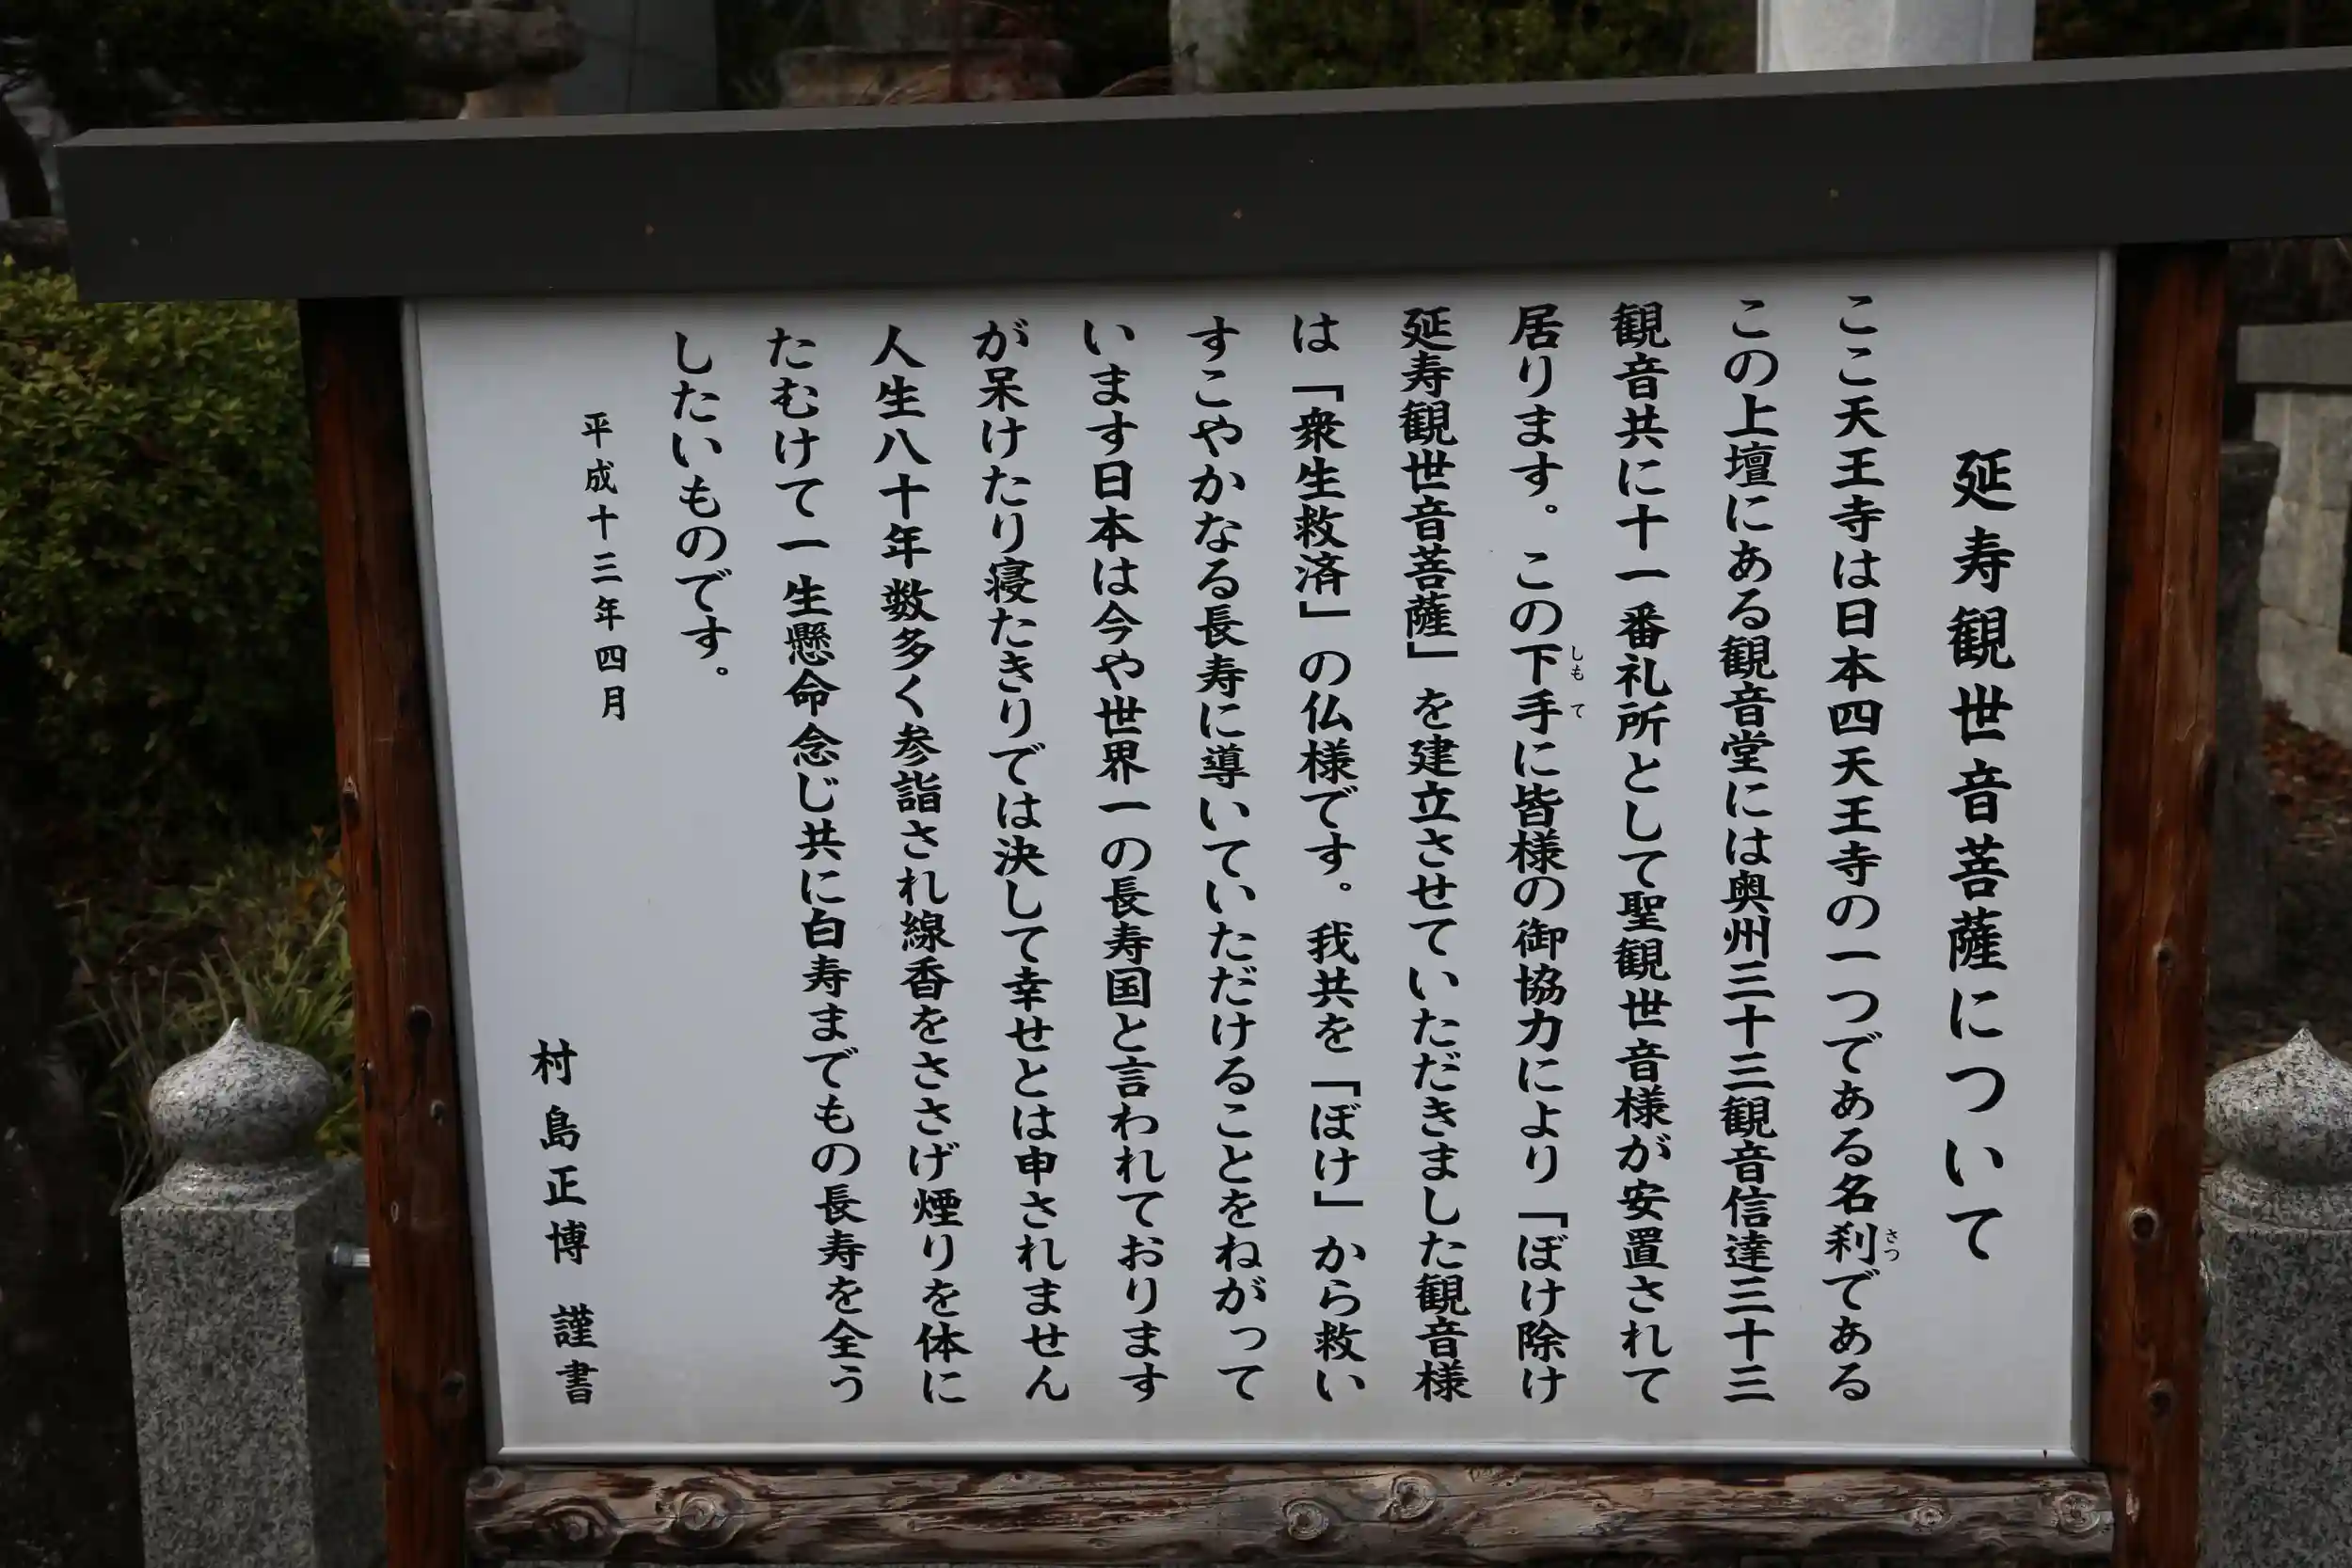 延寿観世音菩薩について
ここ天王寺は日本四天王寺の一つである名刹である
さつ
この上壇にある観音堂には奥州三十三観音信達三十三
観音共に十一番礼所として聖観世音様が安置されて
居ります。この下手に皆様の御協力により「ぼけ除け
しもて
延寿観世音菩薩」を建立させていただきました観音様
は「衆生救済」の仏様です。我共を「ぼけ」から救い
すこやかなる長寿に導いていただけることをねがって
います日本は今や世界一の長寿国と言われております
が呆けたり寝たきりでは決して幸せとは申されません
人生八十年数多く参詣され線香をささげ煙りを体に
たむけて一生懸命念じ共に白寿までもの長寿を全う
したいものです。
平成十三年四月
村島正博 謹書